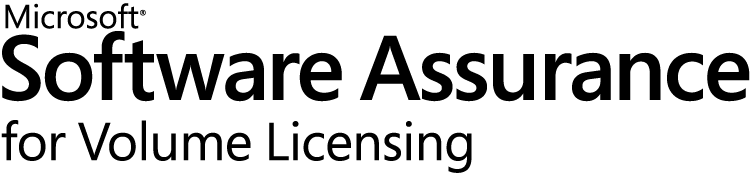 Microsoft®
Software Assurance
for Volume Licensing